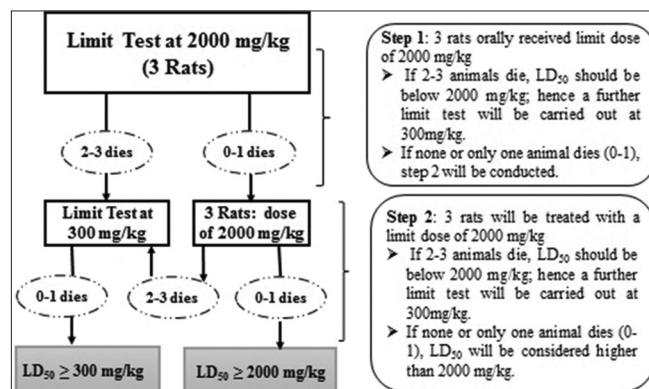 Limit Test at 2000 mg/kg
(3 Rats)
2-3 dies
0-1 dies
Limit Test at
300 mg/kg
3 Rats: dose
of 2000 mg/kg
0-1 dies
2-3 dies
0-1 dies
LD50 ≥ 300 mg/kg
LD50 ≥ 2000 mg/kg
Step 1: 3 rats orally received limit dose
of 2000 mg/kg
➤ If 2-3 animals die, LD50 should be
below 2000 mg/kg; hence a further
limit test will be carried out at
300mg/kg.
➤ If none or only one animal dies (0-1),
step 2 will be conducted.
Step 2: 3 rats will be treated with a
limit dose of 2000 mg/kg
➤ If 2-3 animals die, LD50 should be
below 2000 mg/kg; hence a further
limit test will be carried out at
300mg/kg.
➤ If none or only one animal dies (0-
1), LD50 will be considered higher
than 2000 mg/kg.